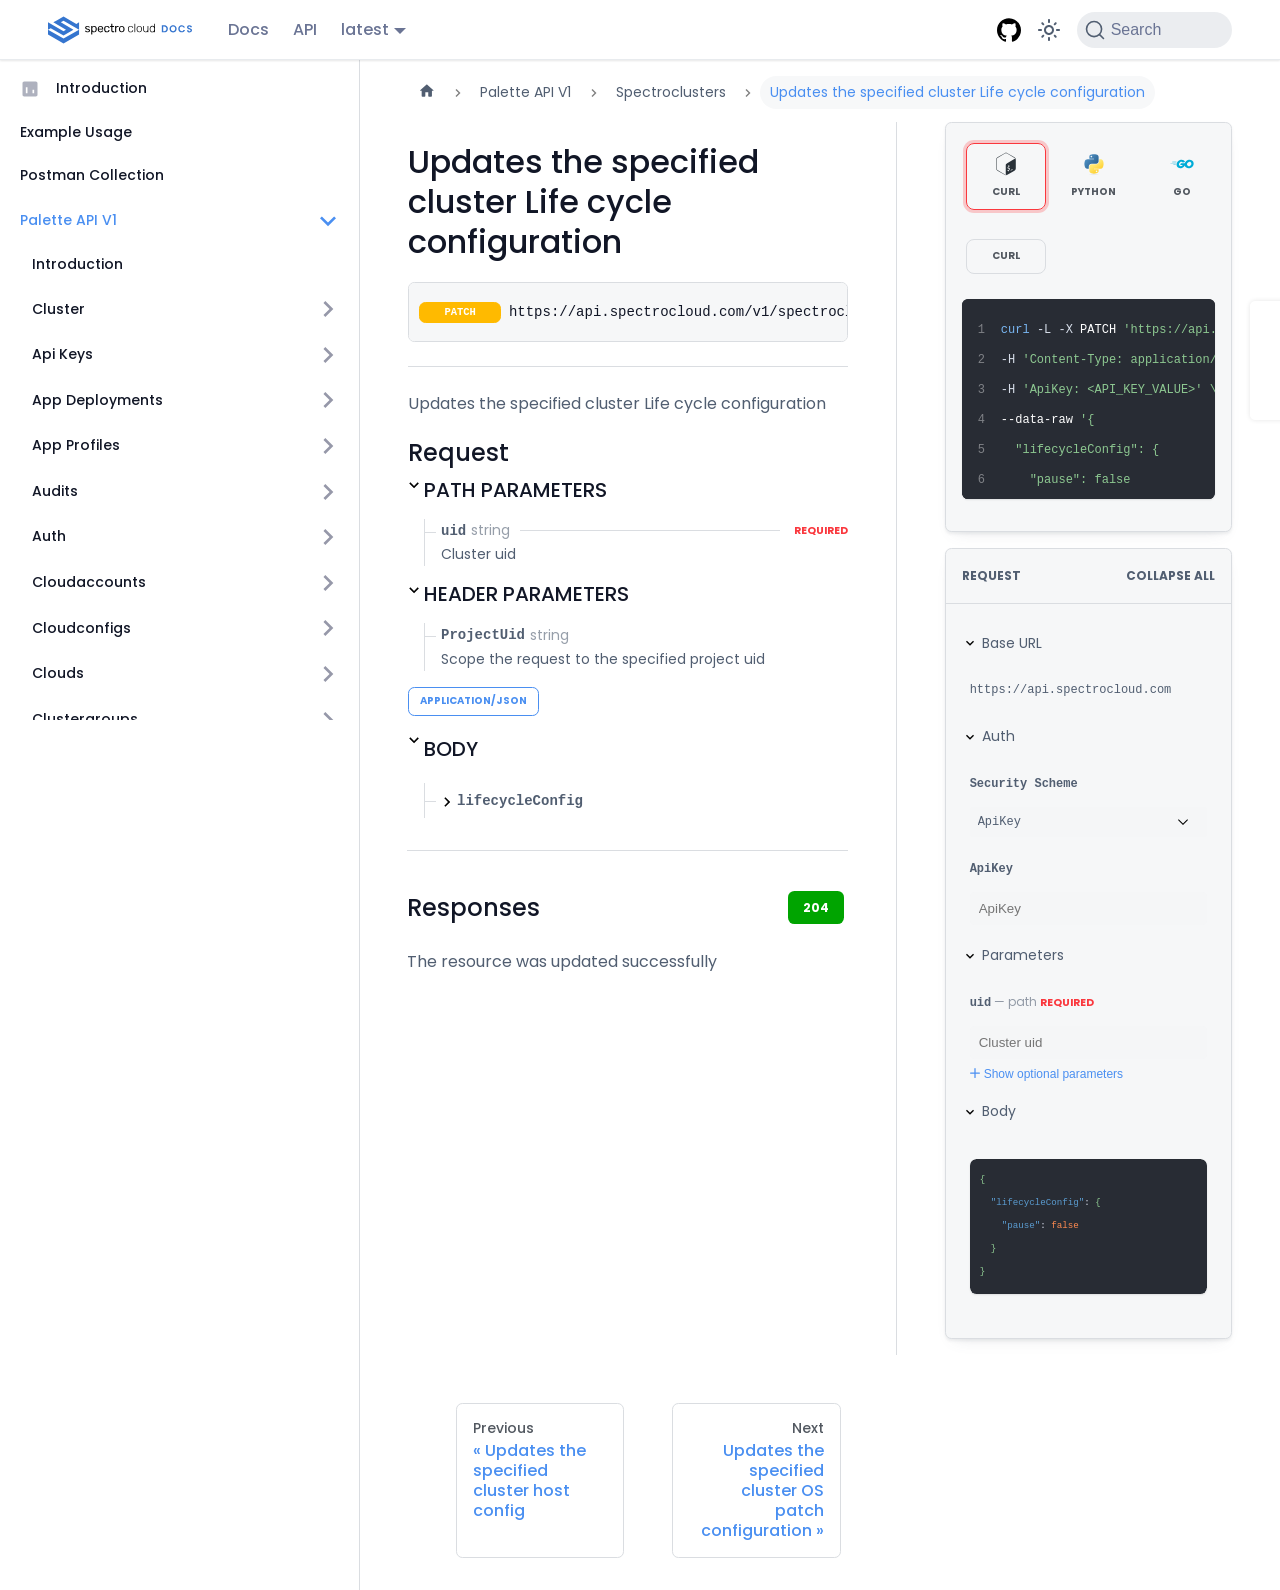 spectro cloud DOCS
Docs
API
latest
Search
Introduction
Example Usage
Postman Collection
Palette API V1
Introduction
Cluster
Api Keys
App Deployments
App Profiles
Audits
Auth
Cloudaccounts
Cloudconfigs
Clouds
Clustergroups
Palette API V1
Spectroclusters
Updates the specified cluster Life cycle configuration
Updates the specified
cluster Life cycle
configuration
PATCH https://api.spectrocloud.com/v1/spectrocl
Updates the specified cluster Life cycle configuration
Request
PATH PARAMETERS
uid string REQUIRED
Cluster uid
HEADER PARAMETERS
ProjectUid string
Scope the request to the specified project uid
APPLICATION/JSON
BODY
lifecycleConfig
Responses
204
The resource was updated successfully
CURL
PYTHON
GO
CURL
1 curl -L -X PATCH 'https://api.
2 -H 'Content-Type: application/
3 -H 'ApiKey: <API_KEY_VALUE>' \
4 --data-raw '{
5 "lifecycleConfig": {
6 "pause": false
REQUEST
COLLAPSE ALL
Base URL
https://api.spectrocloud.com
Auth
Security Scheme
ApiKey
ApiKey
ApiKey
Parameters
uid — path REQUIRED
Cluster uid
Show optional parameters
Body
{
"lifecycleConfig": {
"pause": false
}
}
Previous
« Updates the
specified
cluster host
config
Next
Updates the
specified
cluster OS
patch
configuration »